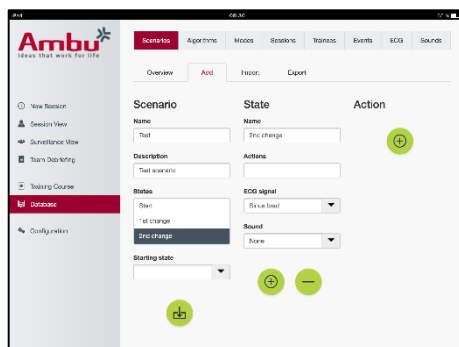 iPad 08:30
Ambu
Ideas that work for life
Scenarios Algorithms Modes Sessions Trainees Events ECG Sounds
Overview Add Import Export
New Session
Session View
Surveillance View
Team Debriefing
Training Course
Database
Configuration
Scenario State Action
Name Name
Test 2nd change
Description Actions
Test scenario
States ECG signal
Start Sinus beat
1st change Sound
2nd change None
Starting state